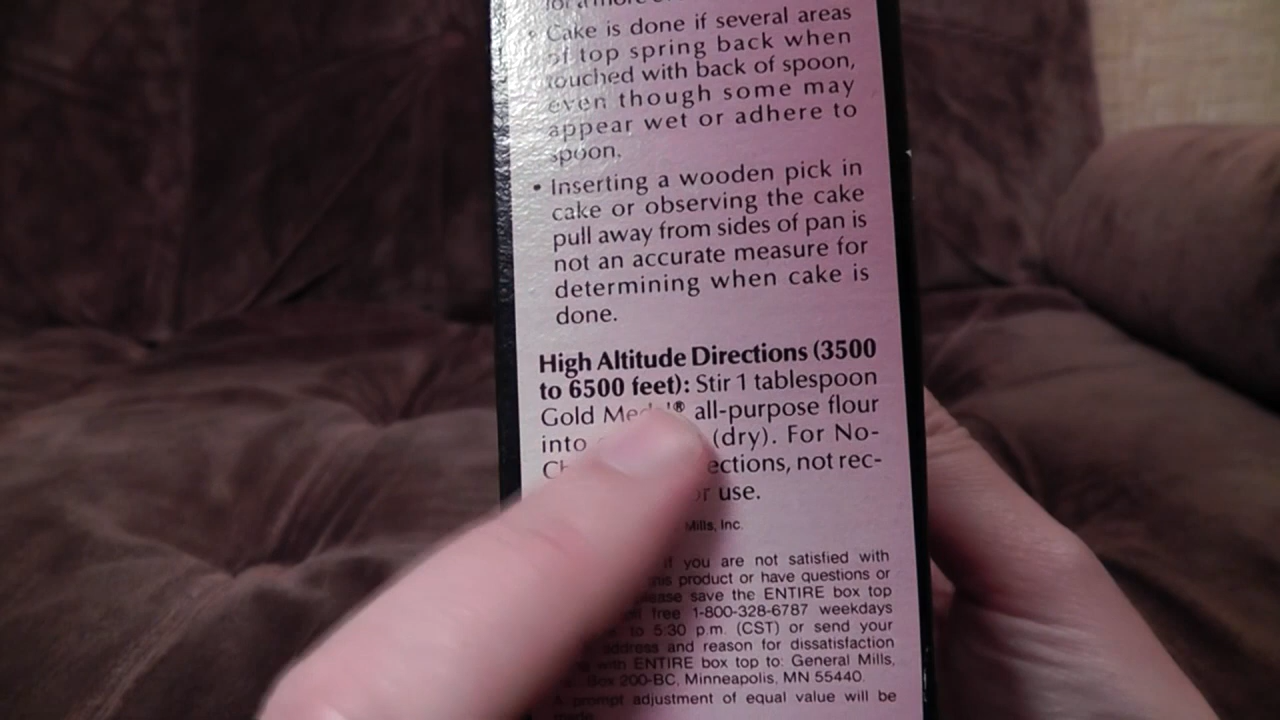 Cake is done if several areas
of top spring back when
touched with back of spoon,
even though some may
appear wet or adhere to
spoon.
• Inserting a wooden pick in
cake or observing the cake
pull away from sides of pan is
not an accurate measure for
determining when cake is
done.
High Altitude Directions (3500
to 6500 feet): Stir 1 tablespoon
Gold ® all-purpose flour
into (dry). For No-
not rec-
use.
Mills, Inc.
if you are not satisfied with
product or have questions or
save the ENTIRE box top
free 1-800-328-6787 weekdays
to 5:30 p.m. (CST) or send your
address and reason for dissatisfaction
with ENTIRE box top to: General Mills,
Box 200-BC, Minneapolis, MN 55440.
A prompt adjustment of equal value will be